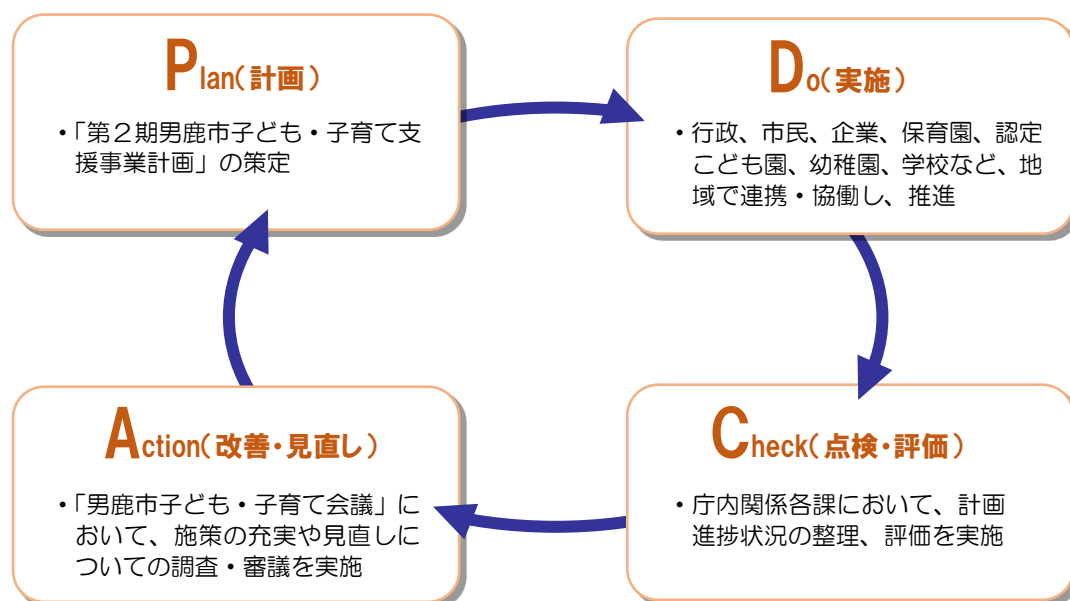 Plan(計画)
・「第２期男鹿市子ども・子育て支
援事業計画」の策定
Do(実施)
・行政、市民、企業、保育園、認定
こども園、幼稚園、学校など、地
域で連携・協働し、推進
Action(改善・見直し)
・「男鹿市子ども・子育て会議」に
おいて、施策の充実や見直しに
ついての調査・審議を実施
Check(点検・評価)
・庁内関係各課において、計画
進捗状況の整理、評価を実施